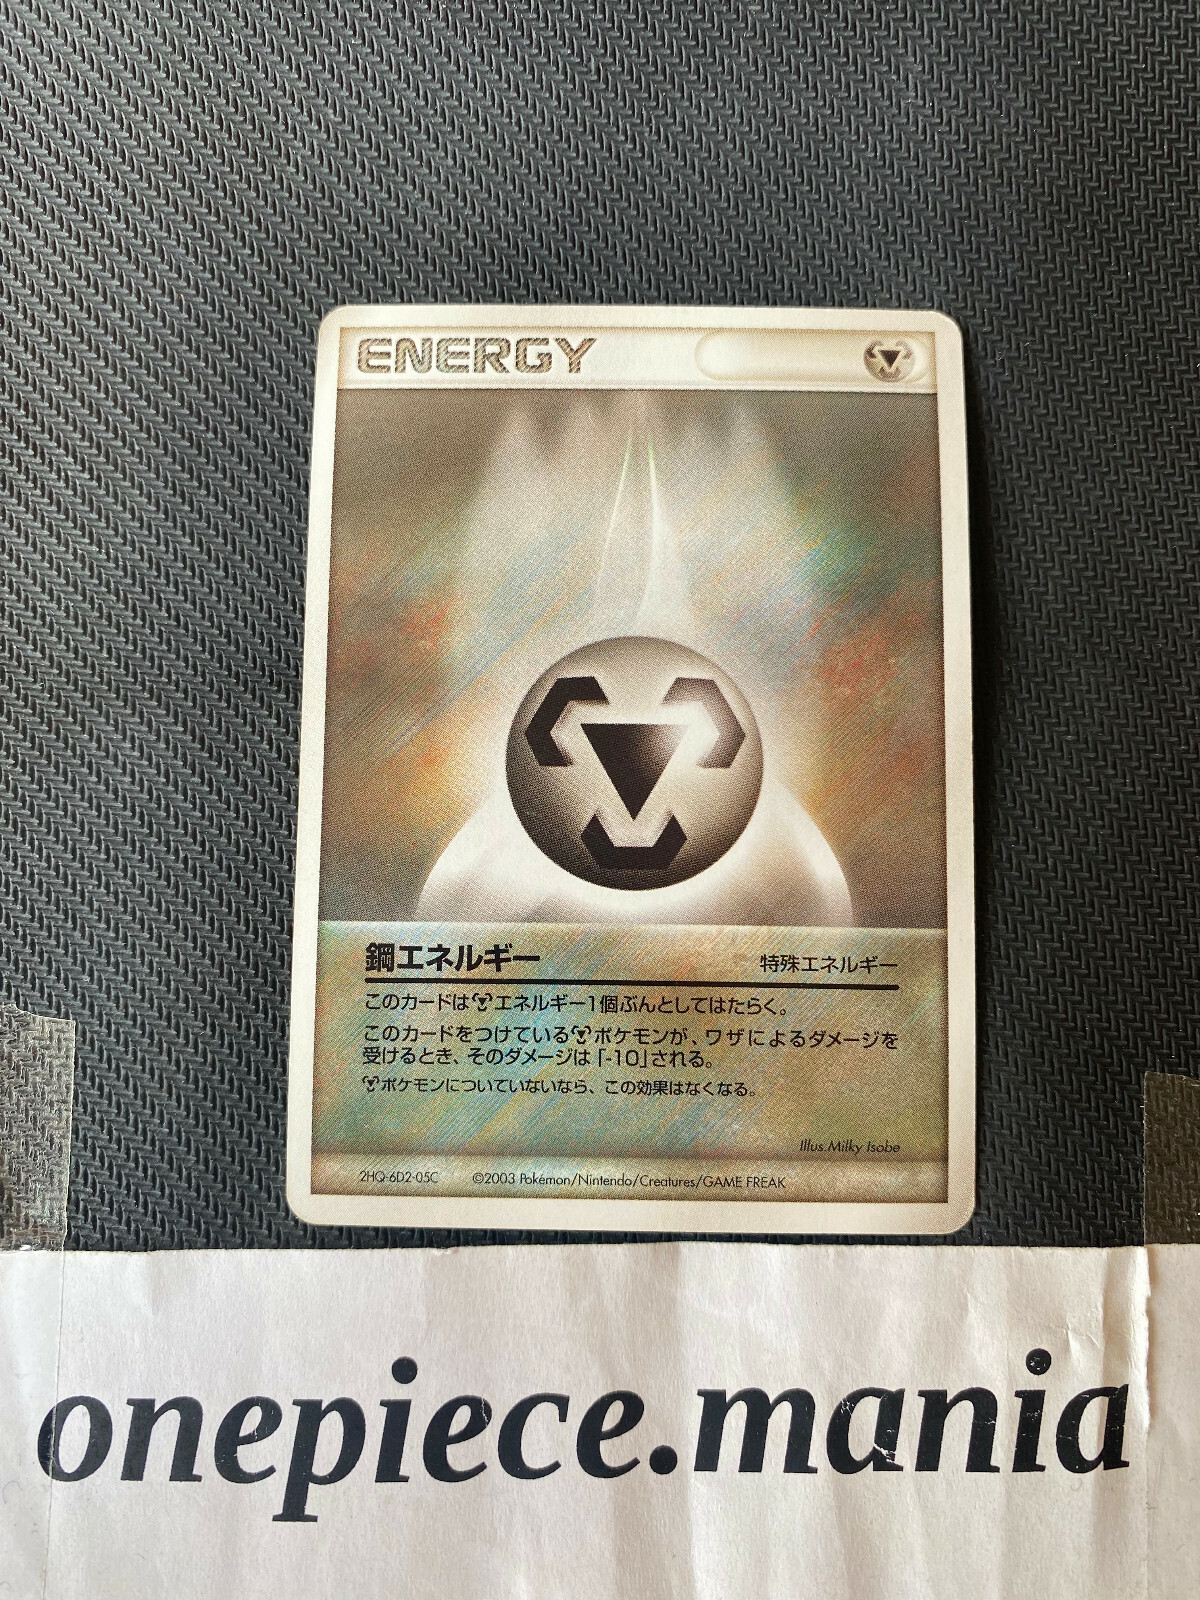 ENERGY
鋼エネルギー
特殊エネルギー
このカードはエネルギー1個ぶんとしてはたらく。
このカードをつけているポケモンが、ワザによるダメージを
受けるとき、そのダメージは「-10」される。
ポケモンについていないなら、この効果はなくなる。
Illus.Milky Isobe
2HQ-6D2-05C
©2003 Pokémon/Nintendo/Creatures/GAME FREAK
onepiece.mania